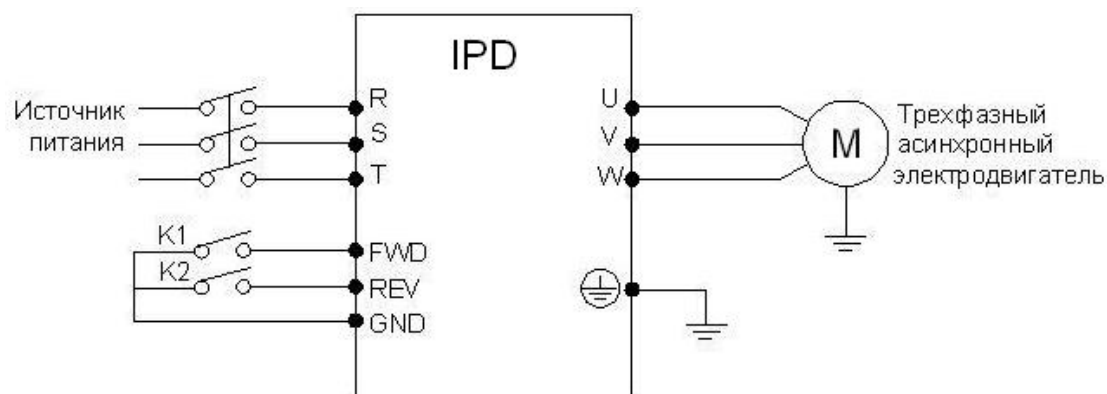 IPD
Источник
питания
R
S
T
U
V
W
M
Трехфазный
асинхронный
электродвигатель
K1
K2
FWD
REV
GND